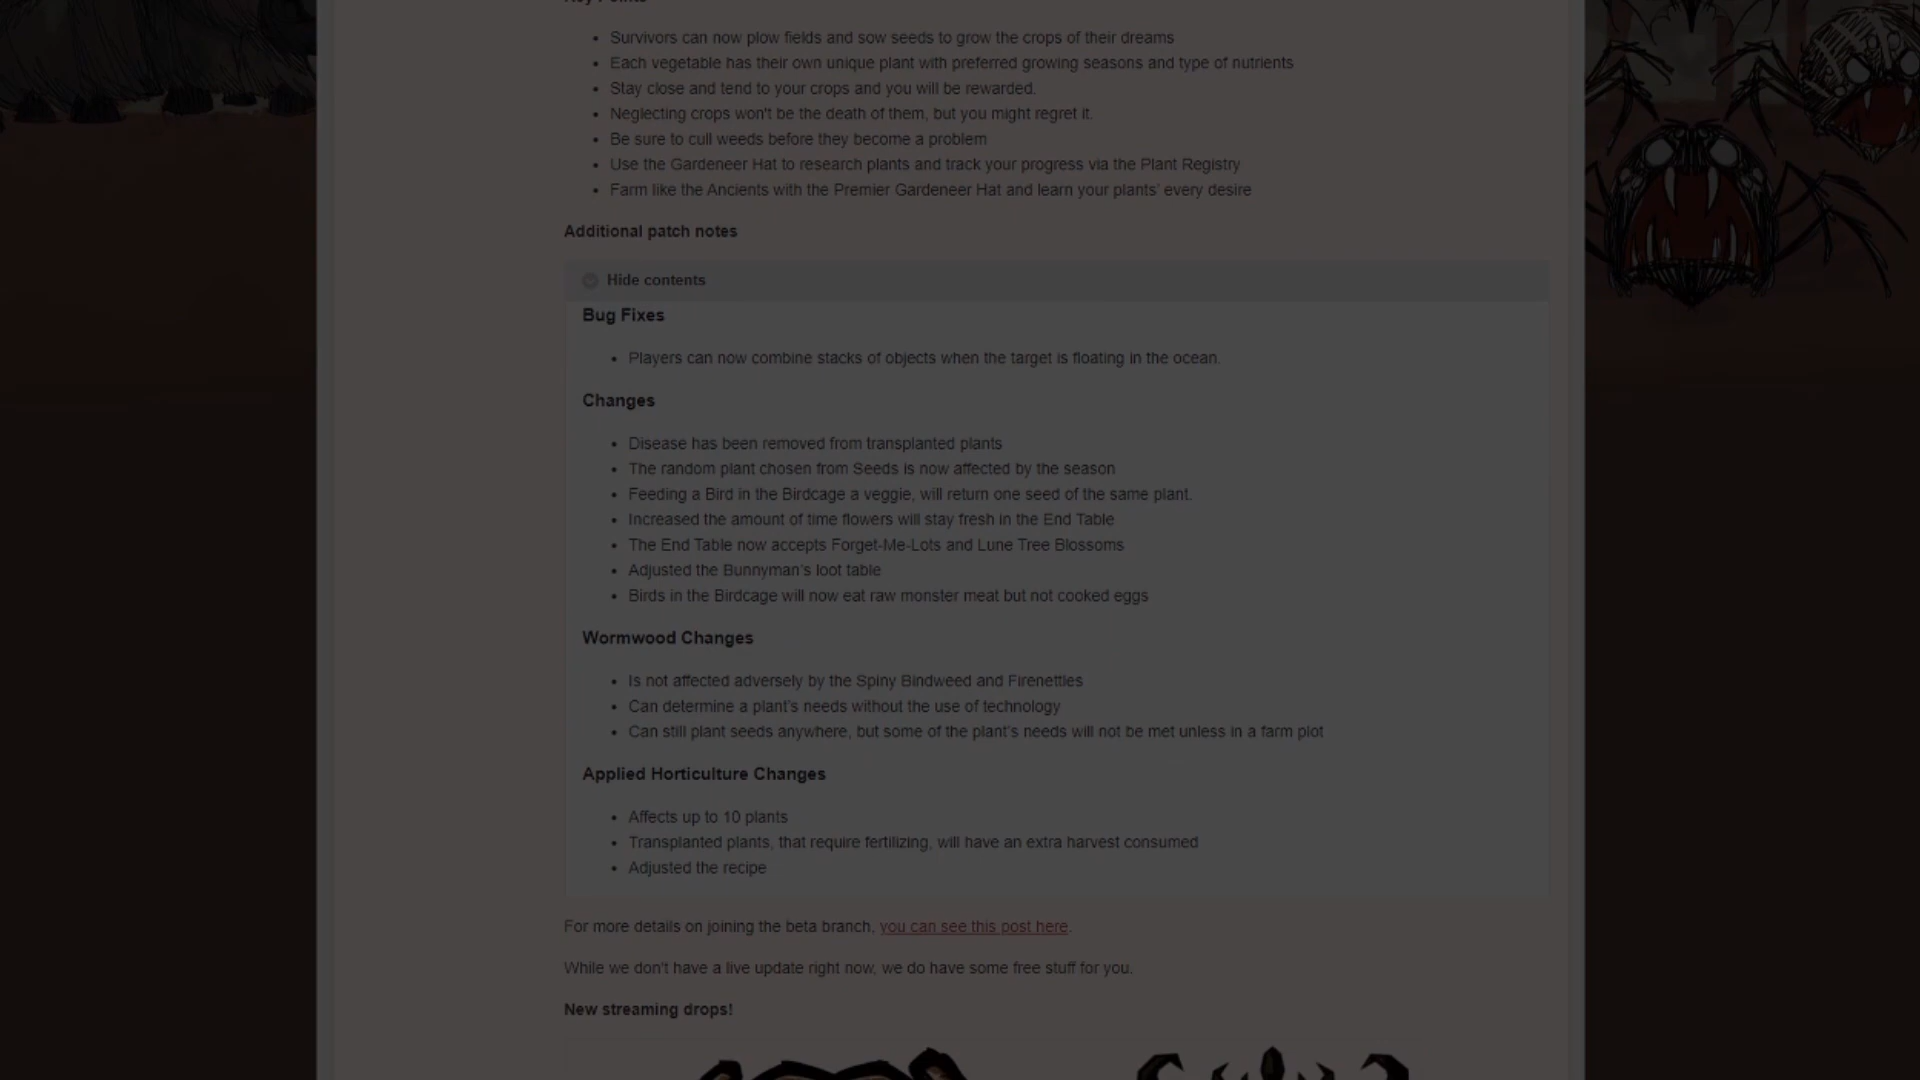 Key Points
Survivors can now plow fields and sow seeds to grow the crops of their dreams
Each vegetable has their own unique plant with preferred growing seasons and type of nutrients
Stay close and tend to your crops and you will be rewarded.
Neglecting crops won't be the death of them, but you might regret it.
Be sure to cull weeds before they become a problem
Use the Gardeneer Hat to research plants and track your progress via the Plant Registry
Farm like the Ancients with the Premier Gardeneer Hat and learn your plants' every desire
Additional patch notes
Hide contents
Bug Fixes
Players can now combine stacks of objects when the target is floating in the ocean.
Changes
Disease has been removed from transplanted plants
The random plant chosen from Seeds is now affected by the season
Feeding a Bird in the Birdcage a veggie, will return one seed of the same plant.
Increased the amount of time flowers will stay fresh in the End Table
The End Table now accepts Forget-Me-Lots and Lune Tree Blossoms
Adjusted the Bunnyman's loot table
Birds in the Birdcage will now eat raw monster meat but not cooked eggs
Wormwood Changes
Is not affected adversely by the Spiny Bindweed and Firenettles
Can determine a plant's needs without the use of technology
Can still plant seeds anywhere, but some of the plant's needs will not be met unless in a farm plot
Applied Horticulture Changes
Affects up to 10 plants
Transplanted plants, that require fertilizing, will have an extra harvest consumed
Adjusted the recipe
For more details on joining the beta branch, you can see this post here.
While we don't have a live update right now, we do have some free stuff for you.
New streaming drops!